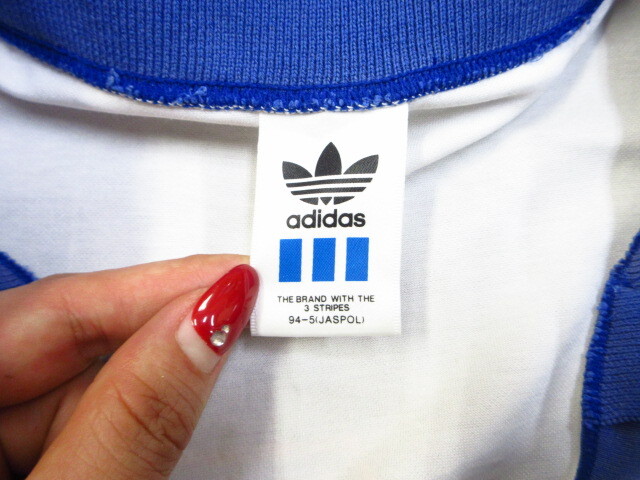 adidas
THE BRAND WITH THE
3 STRIPES
94-5(JASPOL)